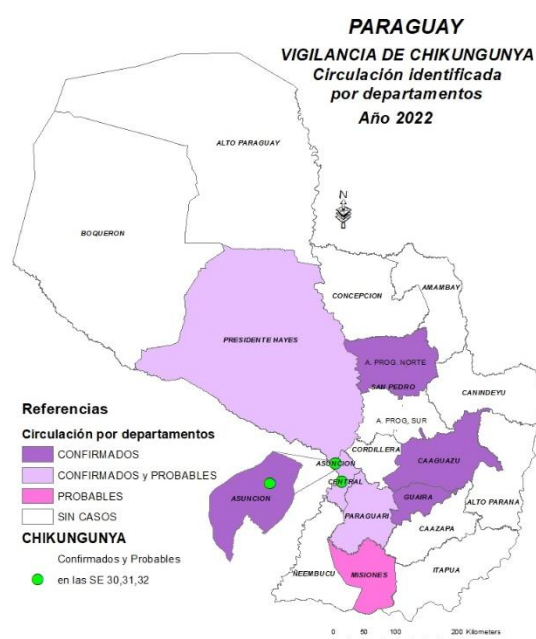 PARAGUAY
VIGILANCIA DE CHIKUNGUNYA
Circulación identificada
por departamentos
Año 2022
ALTO PARAGUAY
N
BOQUERON
CONCEPCION
AMAMBAY
PRESIDENTE HAYES
A. PROG. NORTE
SAN PEDRO
CANINDEYU
A. PROG. SUR
CORDILLERA
ASUNCION
CAAGUAZU
CENTRAL
ASUNCION
GUAIRA
ALTO PARANA
PARAGUARI
CAAZAPA
ÑEEMBUCU
MISIONES
ITAPUA
Referencias
Circulación por departamentos
CONFIRMADOS
CONFIRMADOS y PROBABLES
PROBABLES
SIN CASOS
CHIKUNGUNYA
Confirmados y Probables
en las SE 30,31,32
0 50 100 200 Kilometers